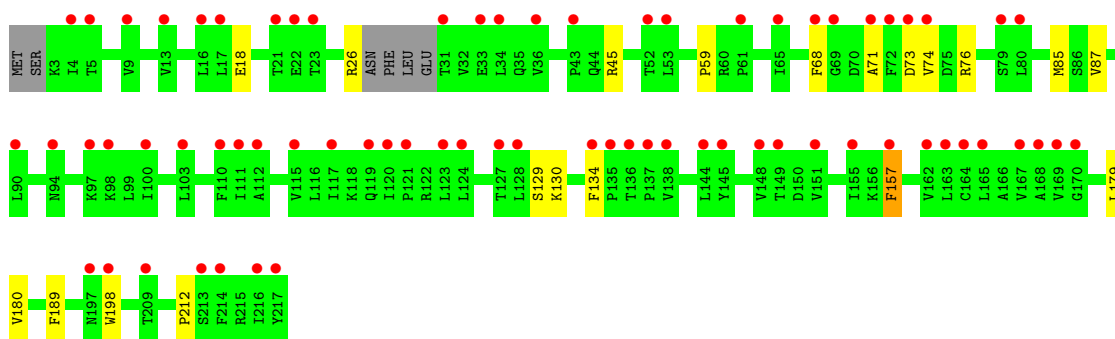 MET SER K3 I4 T5 V9 V13 L16 L17 E18 T21 E22 T23 R26 ASN PHE LEU GLU T31 V32 E33 L34 Q35 V36 P43 Q44 R45 T52 L53 P59 R60 P61 I65 F68 G69 D70 A71 F72 D73 V74 D75 R76 S79 L80 M85 S86 V87
L90 N94 K97 K98 L99 I100 L103 F110 I111 A112 V115 L116 I117 K118 Q119 I120 P121 R122 L123 L124 T127 L128 S129 K130 F134 P135 T136 P137 V138 L144 Y145 V148 T149 D150 V151 I155 K156 F157 V162 L163 C164 L165 A166 V167 A168 V169 G170 L179
V180 F189 N197 W198 T209 P212 S213 F214 R215 I216 Y217